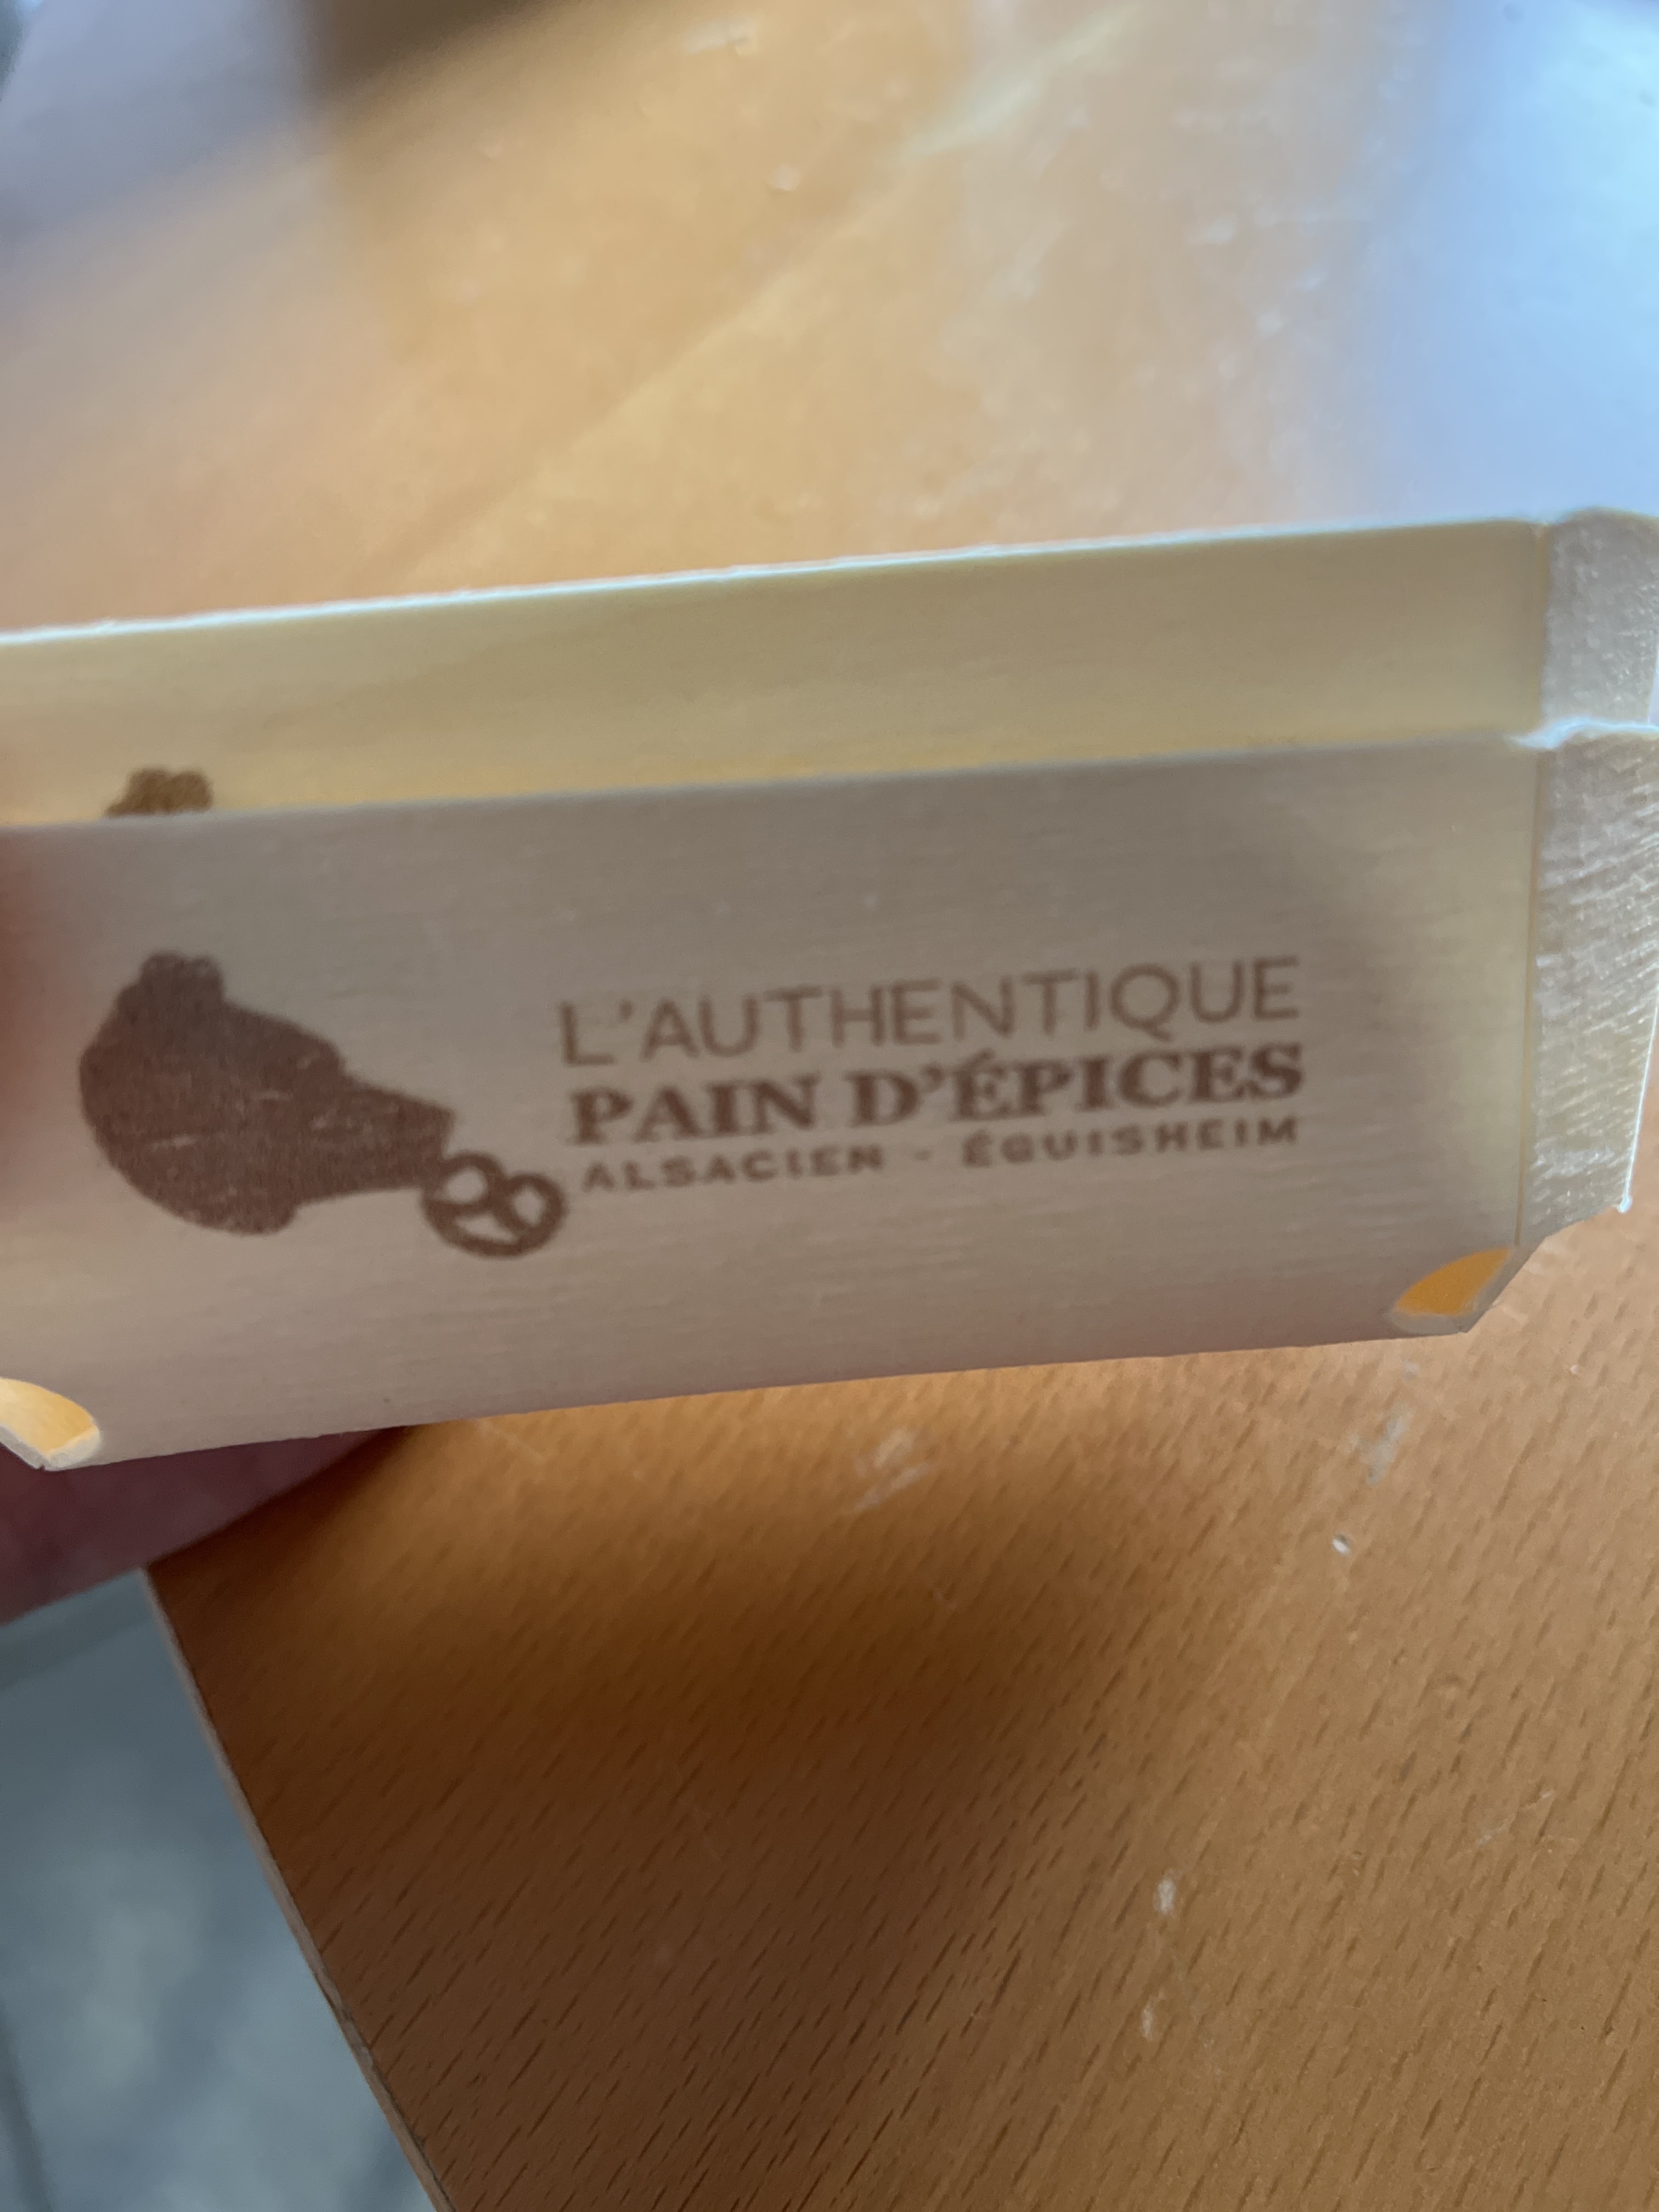 L'AUTHENTIQUE
PAIN D'ÉPICES
ALSACIEN - ÉGUISHEIM